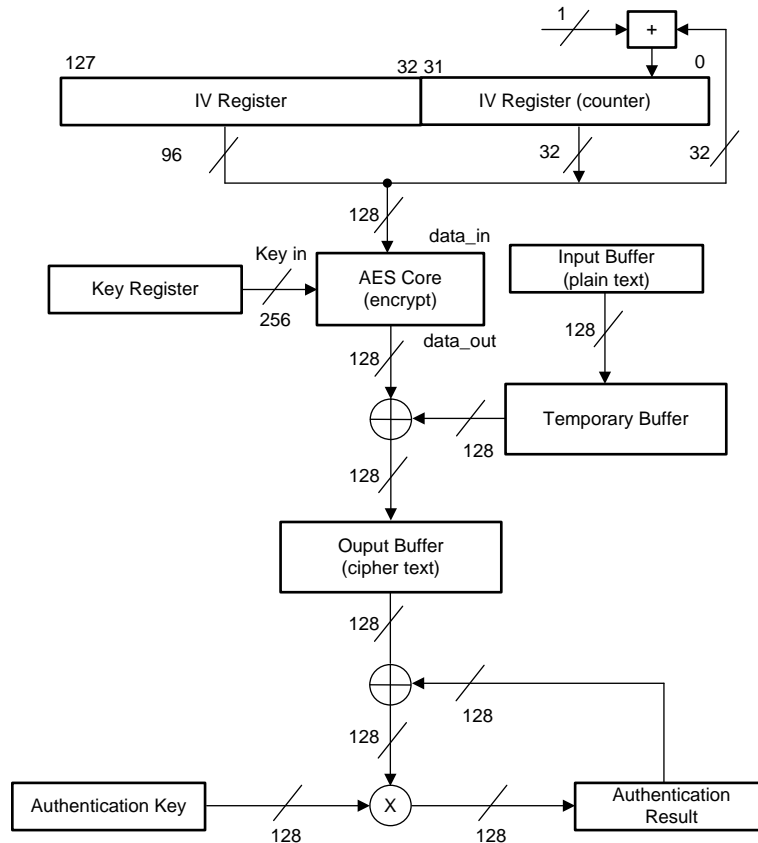 1
+
127
32
31
0
IV Register
IV Register (counter)
96
32
32
128
data_in
Key in
Key Register
AES Core
(encrypt)
Input Buffer
(plain text)
256
data_out
128
128
Temporary Buffer
128
128
Ouput Buffer
(cipher text)
128
128
128
Authentication Key
X
Authentication
Result
128
128